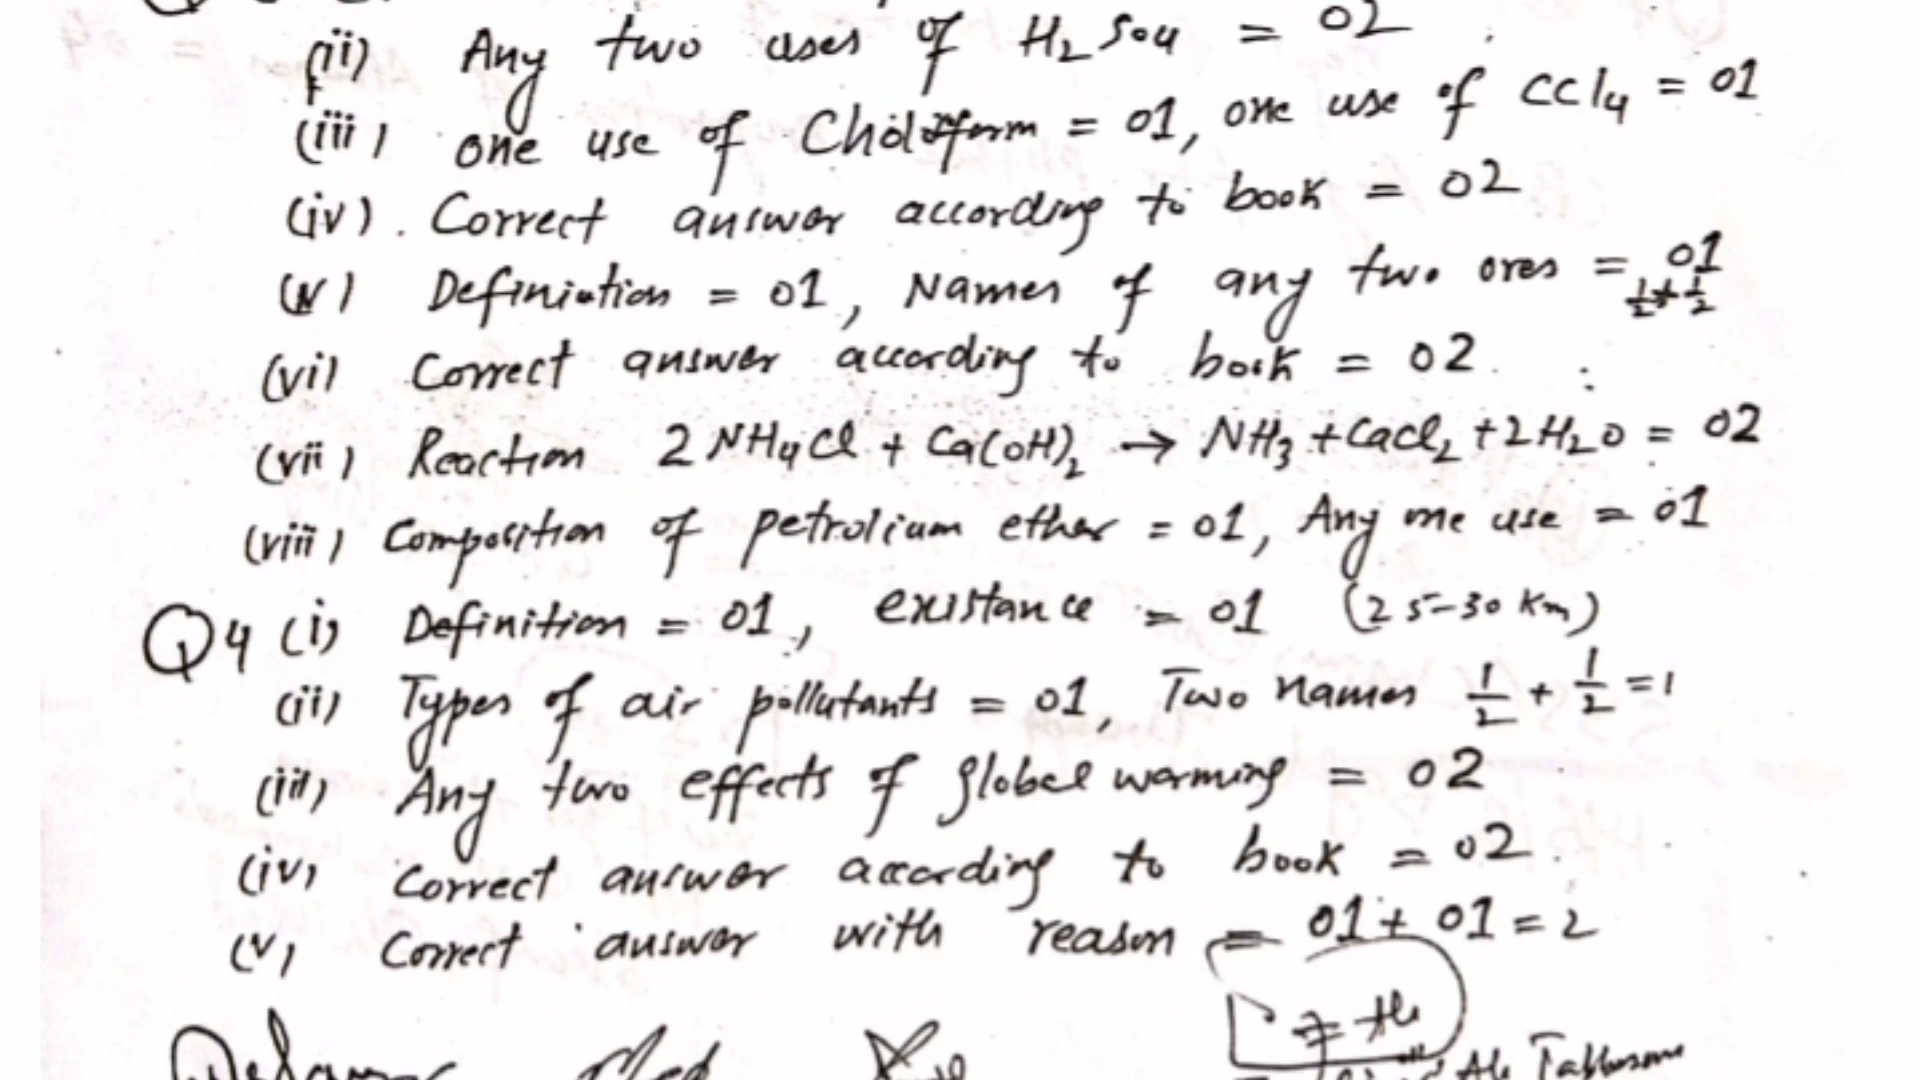 (ii) Any two uses of H2So4 = 02
(iii) one use of Choloroform = 01, one use of CCl4 = 01
(iv). Correct answer according to book = 02
(v) Definiation = 01, Names of any two ores = 01
1/2+1/2
(vi) Correct answer according to book = 02.
(vii) Reaction 2NH4Cl + Ca(OH)2 → NH3 + CaCl2 + 2H2O = 02
(viii) Composition of petrolium ether = 01, Any one use = 01
Q4 (i) Definition = 01, existance = 01 (25-30 Km)
(ii) Types of air pollutants = 01, Two names 1/2 + 1/2 = 1
(iii) Any two effects of global warming = 02
(iv) Correct answer according to book = 02.
(v) Correct answer with reason = 01 + 01 = 2